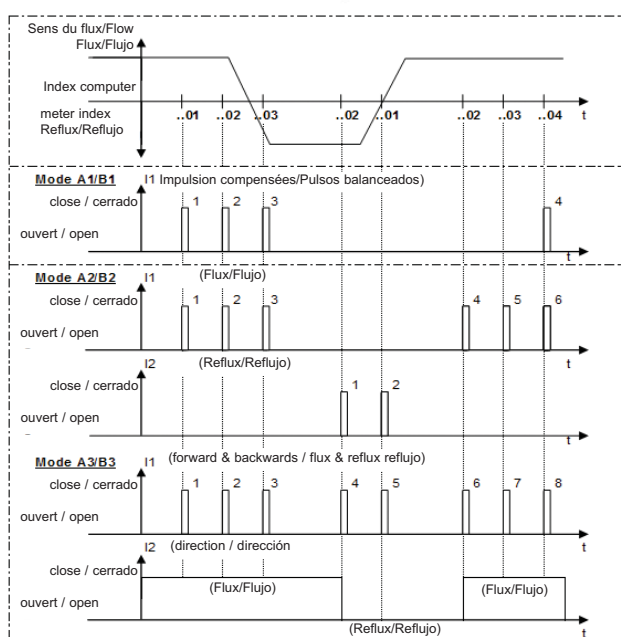 Sens du flux/Flow
Flux/Flujo
Index computer
meter index
Reflux/Reflujo
..01 ..02 ..03 ..02 ..01 ..02 ..03 ..04 t
Mode A1/B1 I1 Impulsion compensées/Pulsos balanceados)
close / cerrado 1 2 3 4
ouvert / open
t
Mode A2/B2 I1 (Flux/Flujo)
close / cerrado 1 2 3 4 5 6
ouvert / open
t
I2 (Reflux/Reflujo)
close / cerrado 1 2
ouvert / open
t
Mode A3/B3 I1 (forward & backwards / flux & reflux reflujo)
close / cerrado 1 2 3 4 5 6 7 8
ouvert / open
t
I2 (direction / dirección
close / cerrado
(Flux/Flujo) (Flux/Flujo)
ouvert / open
t
(Reflux/Reflujo)